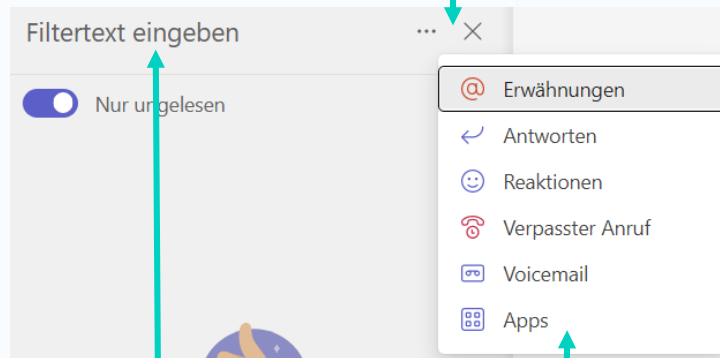 Filtertext eingeben
Nur ungelesen
Erwähnungen
Antworten
Reaktionen
Verpasster Anruf
Voicemail
Apps